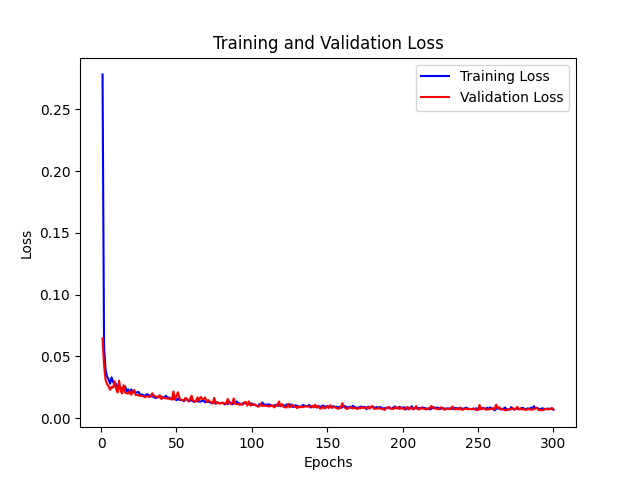 Training and Validation Loss
Training Loss
Validation Loss
Loss
0.25
0.20
0.15
0.10
0.05
0.00
0 50 100 150 200 250 300
Epochs